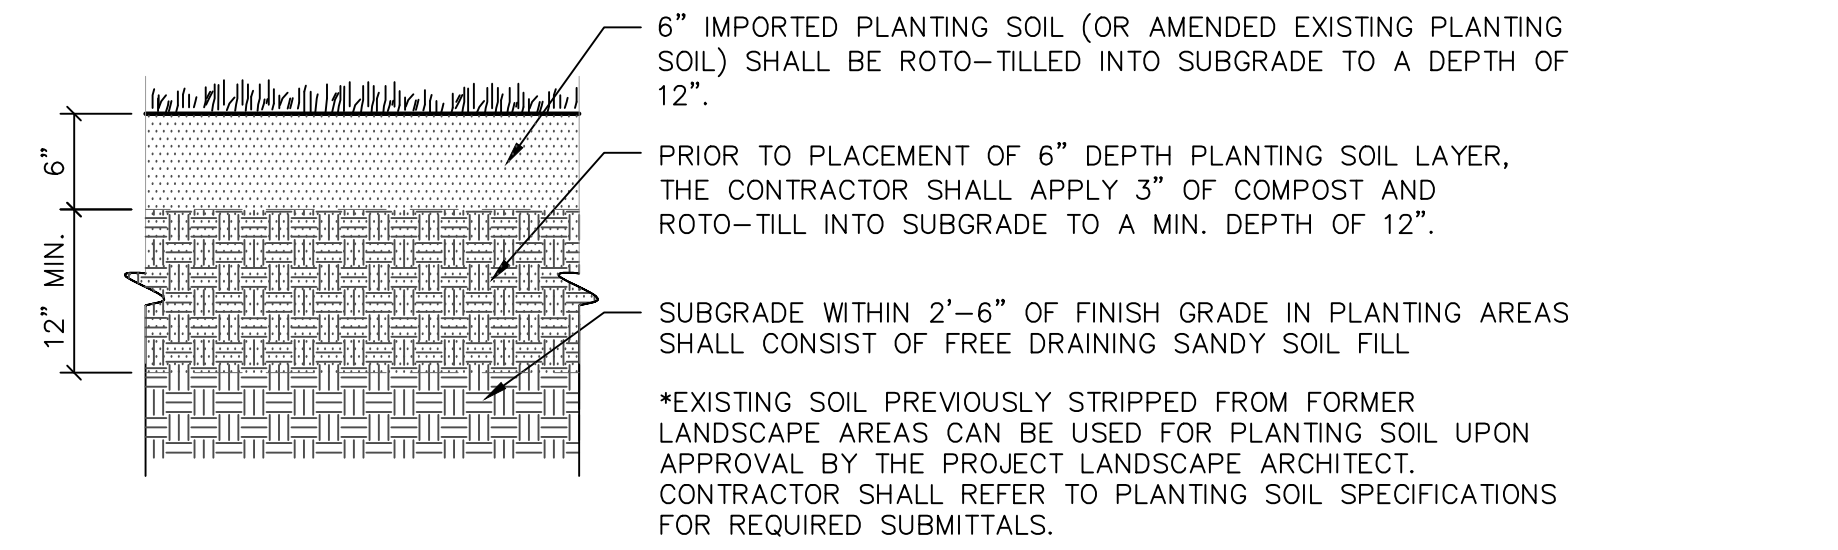 6” IMPORTED PLANTING SOIL (OR AMENDED EXISTING PLANTING
SOIL) SHALL BE ROTO–TILLED INTO SUBGRADE TO A DEPTH OF
12”.
PRIOR TO PLACEMENT OF 6” DEPTH PLANTING SOIL LAYER,
THE CONTRACTOR SHALL APPLY 3” OF COMPOST AND
ROTO–TILL INTO SUBGRADE TO A MIN. DEPTH OF 12”.
SUBGRADE WITHIN 2’–6” OF FINISH GRADE IN PLANTING AREAS
SHALL CONSIST OF FREE DRAINING SANDY SOIL FILL
*EXISTING SOIL PREVIOUSLY STRIPPED FROM FORMER
LANDSCAPE AREAS CAN BE USED FOR PLANTING SOIL UPON
APPROVAL BY THE PROJECT LANDSCAPE ARCHITECT.
CONTRACTOR SHALL REFER TO PLANTING SOIL SPECIFICATIONS
FOR REQUIRED SUBMITTALS.
6”
12” MIN.